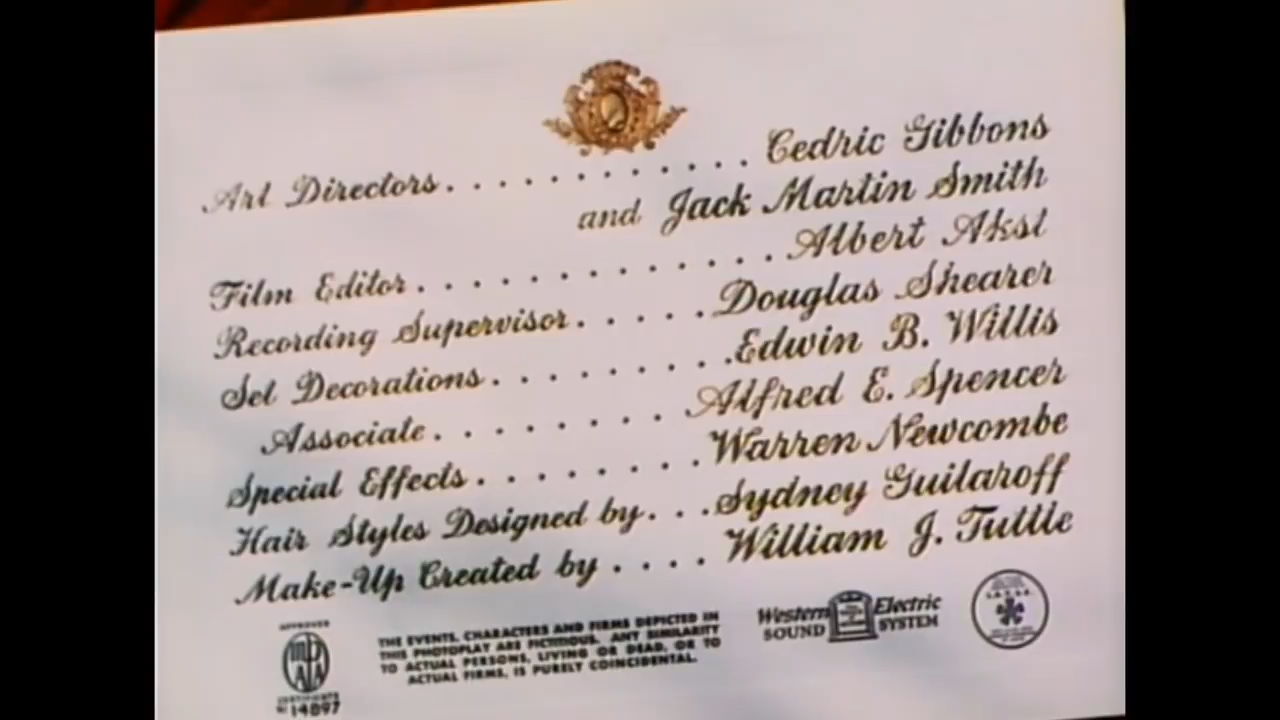 Art Directors. . . . . . . . . . . . Cedric Gibbons
and Jack Martin Smith
Film Editor. . . . . . . . . . . . . Albert Akst
Recording Supervisor. . . . . Douglas Shearer
Set Decorations. . . . . . . . . Edwin B. Willis
Associate. . . . . . . . . Alfred E. Spencer
Special Effects. . . . . . . . Warren Newcombe
Hair Styles Designed by. . . Sydney Guilaroff
Make-Up Created by . . . . William J. Tuttle
APPROVED
MPAA
CERTIFICATE
No 14897
THE EVENTS, CHARACTERS AND FIRMS DEPICTED IN
THIS PHOTOPLAY ARE FICTITIOUS. ANY SIMILARITY
TO ACTUAL PERSONS, LIVING OR DEAD, OR TO
ACTUAL FIRMS, IS PURELY COINCIDENTAL.
Western Electric
SOUND SYSTEM
I.A.T.S.E.